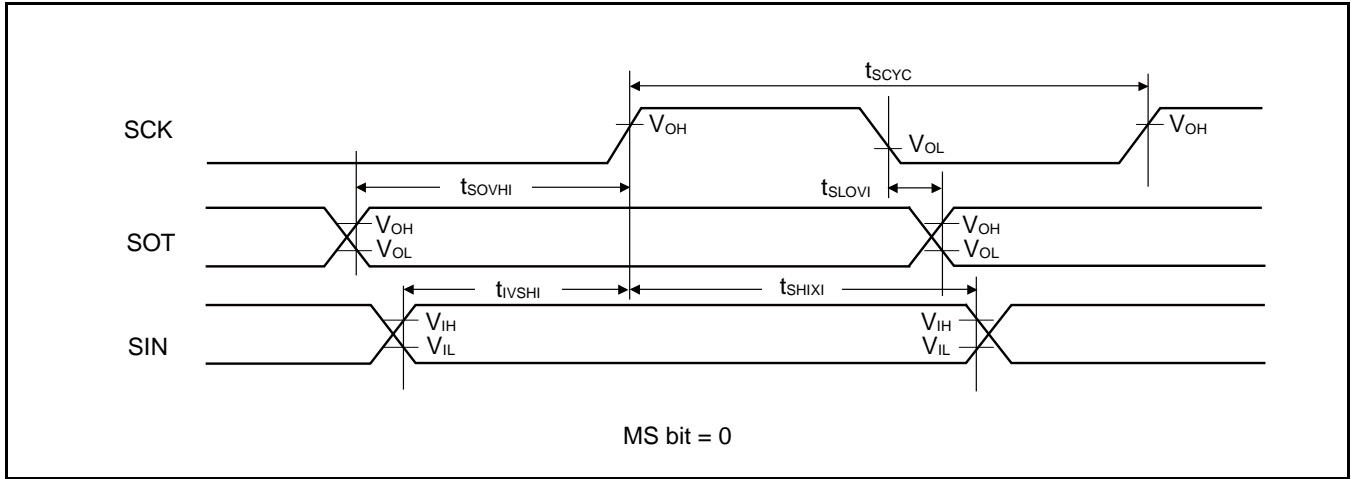 tSCYC
SCK
VOH
VOL
VOH
tSOVHI
tSLOVI
SOT
VOH
VOL
VOH
VOL
tIVSHI
tSHIXI
SIN
VIH
VIL
VIH
VIL
MS bit = 0